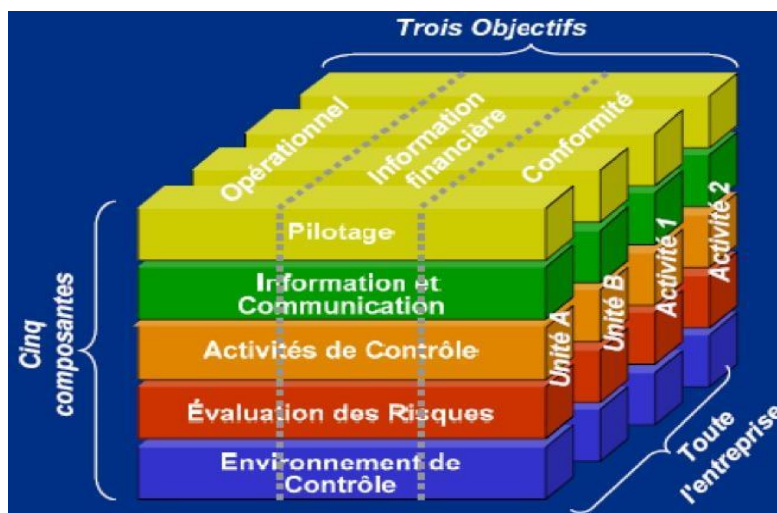 Trois Objectifs
Opérationnel
Information
financière
Conformité
Cinq
composantes
Pilotage
Information et
Communication
Activités de Contrôle
Évaluation des Risques
Environnement de
Contrôle
Unité A
Unité B
Activité 1
Activité 2
Toute
l'entreprise